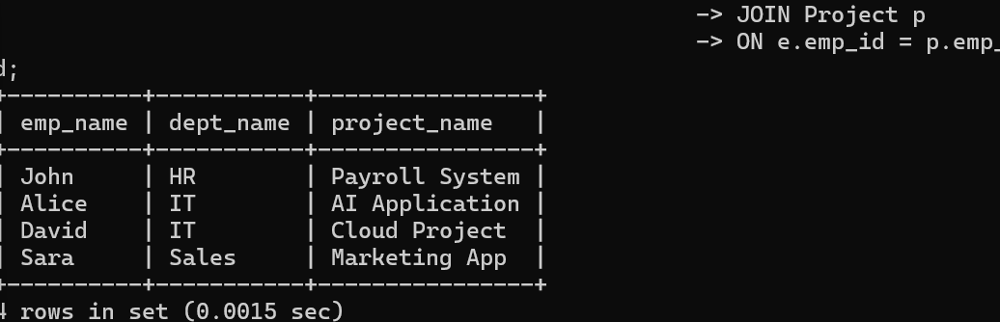 -> JOIN Project p
-> ON e.emp_id = p.emp_
d;
+----------+-----------+----------------+
| emp_name | dept_name | project_name   |
+----------+-----------+----------------+
| John     | HR        | Payroll System |
| Alice    | IT        | AI Application |
| David    | IT        | Cloud Project  |
| Sara     | Sales     | Marketing App  |
+----------+-----------+----------------+
4 rows in set (0.0015 sec)